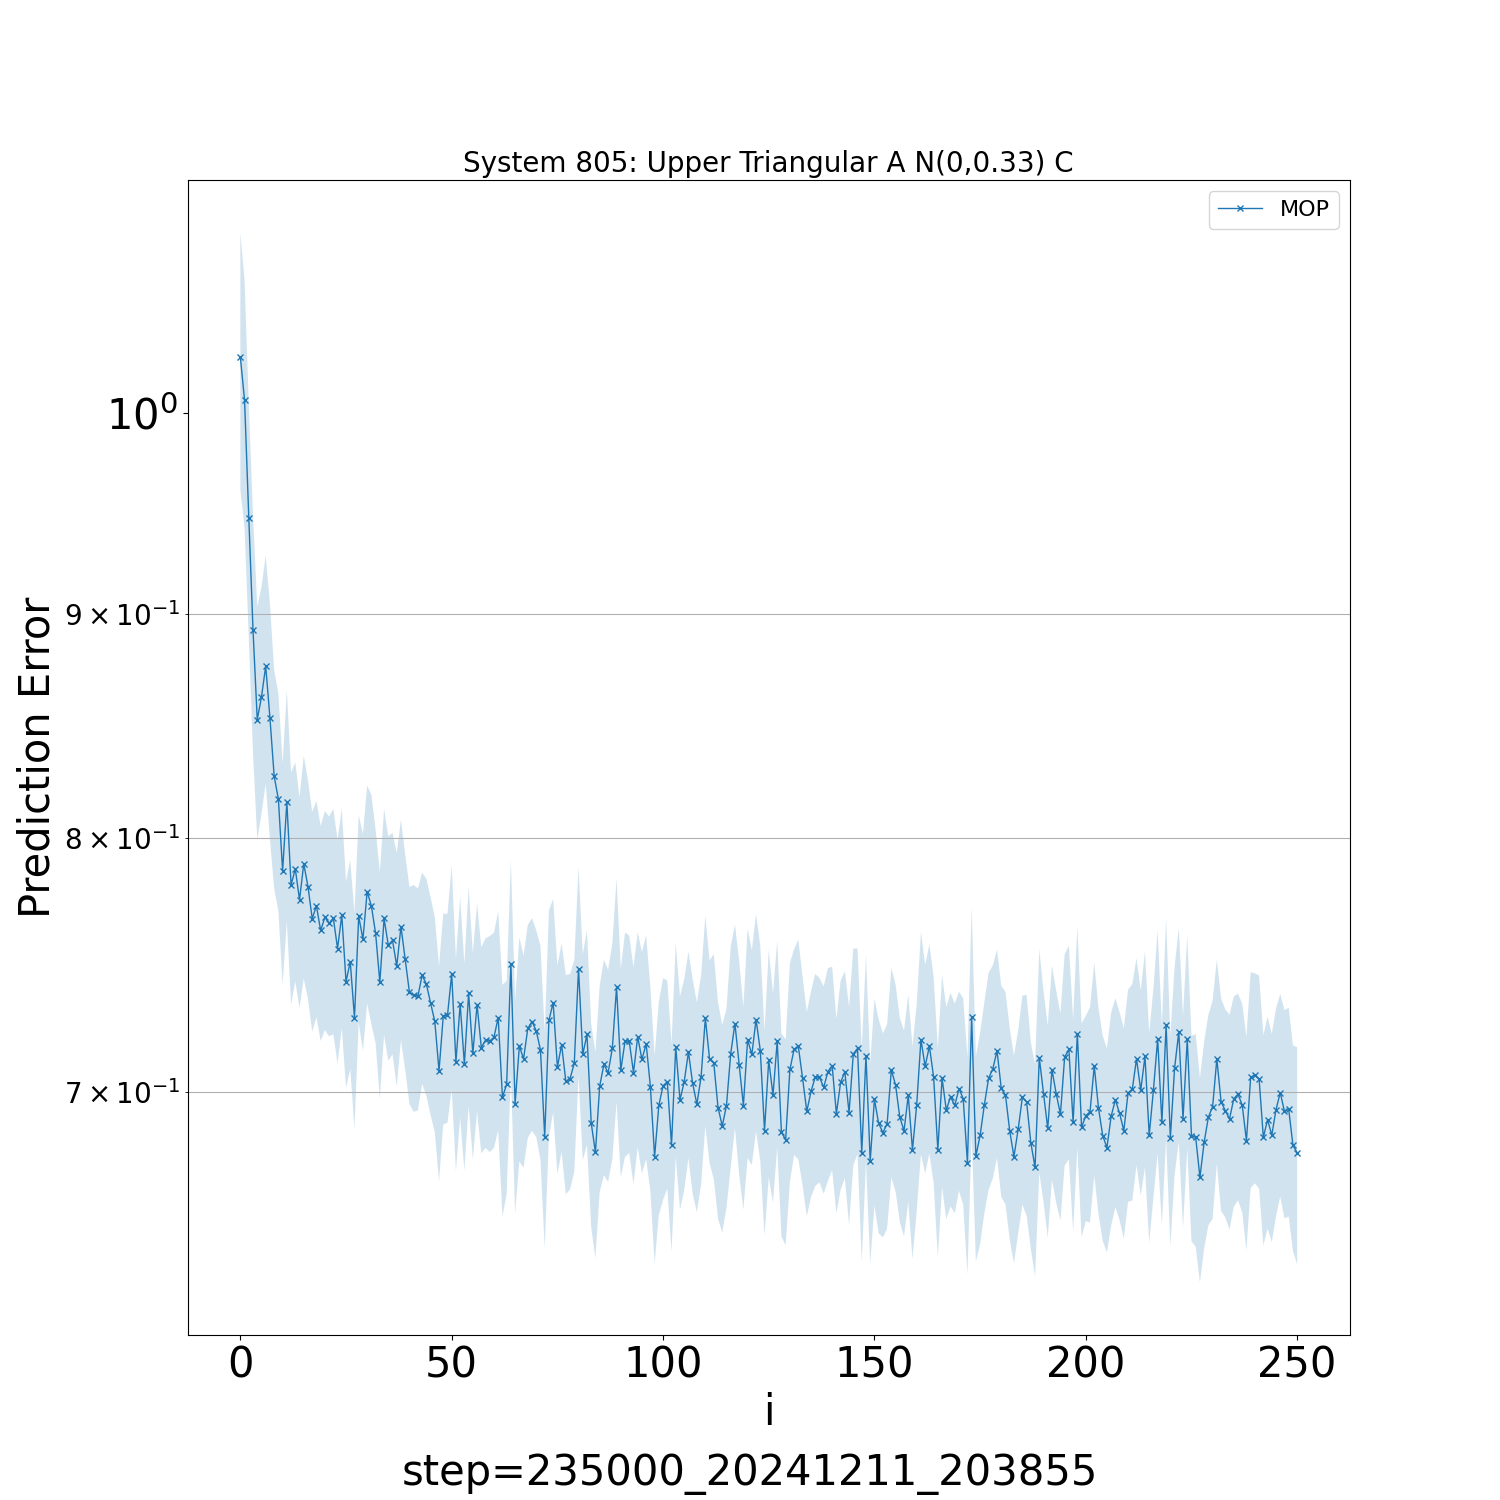 System 805: Upper Triangular A N(0,0.33) C
MOP
10⁰
9 × 10⁻¹
8 × 10⁻¹
7 × 10⁻¹
Prediction Error
0 50 100 150 200 250
i
step=235000_20241211_203855